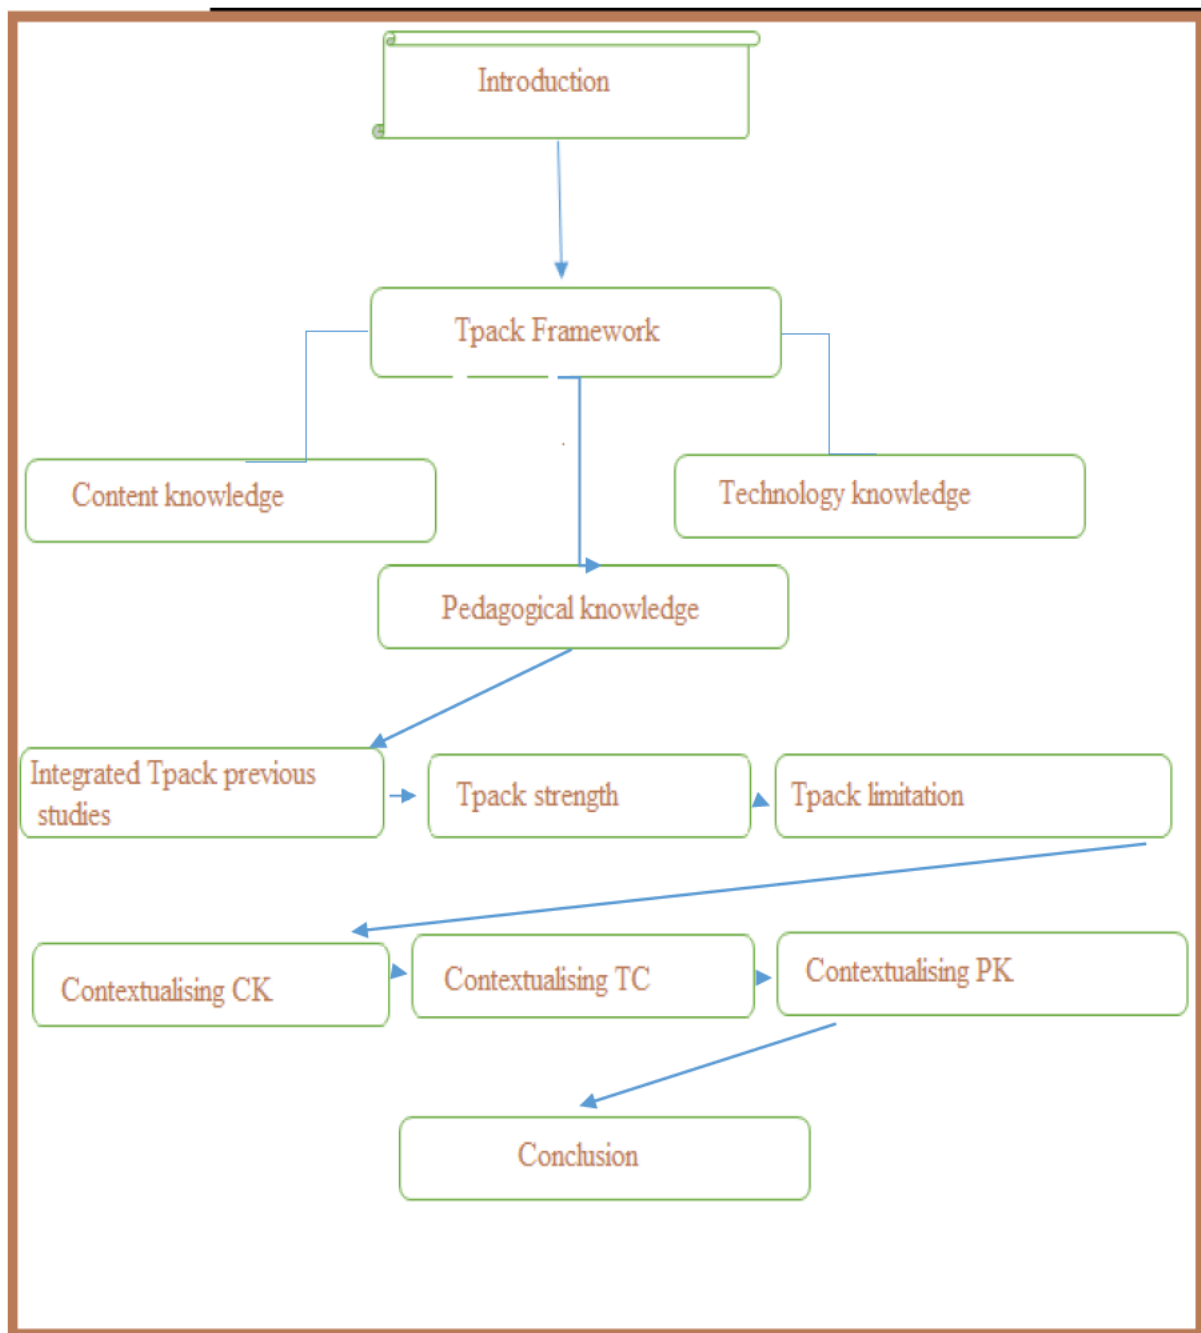 Introduction
Tpack Framework
Content knowledge
Technology knowledge
Pedagogical knowledge
Integrated Tpack previous
studies
Tpack strength
Tpack limitation
Contextualising CK
Contextualising TC
Contextualising PK
Conclusion